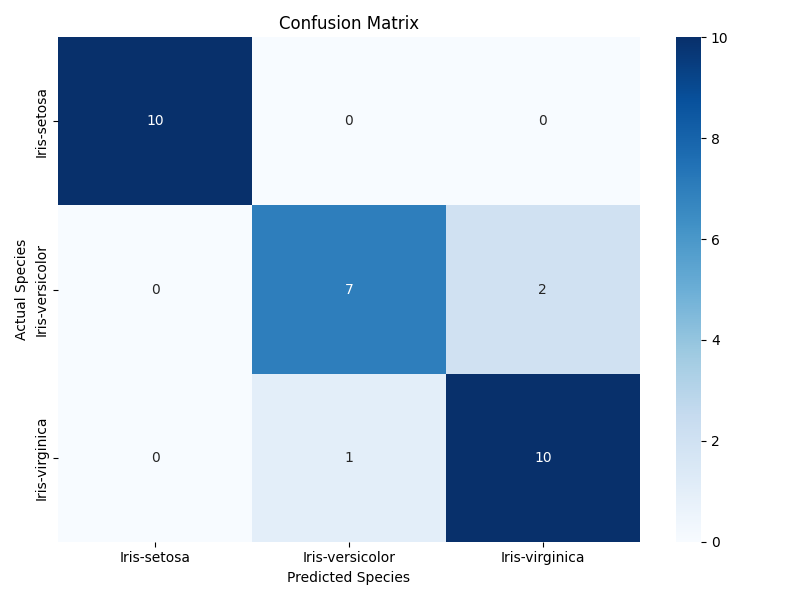 Confusion Matrix
Actual Species
Iris-setosa
10 0 0
Iris-versicolor
0 7 2
Iris-virginica
0 1 10
Iris-setosa Iris-versicolor Iris-virginica
Predicted Species
10
8
6
4
2
0